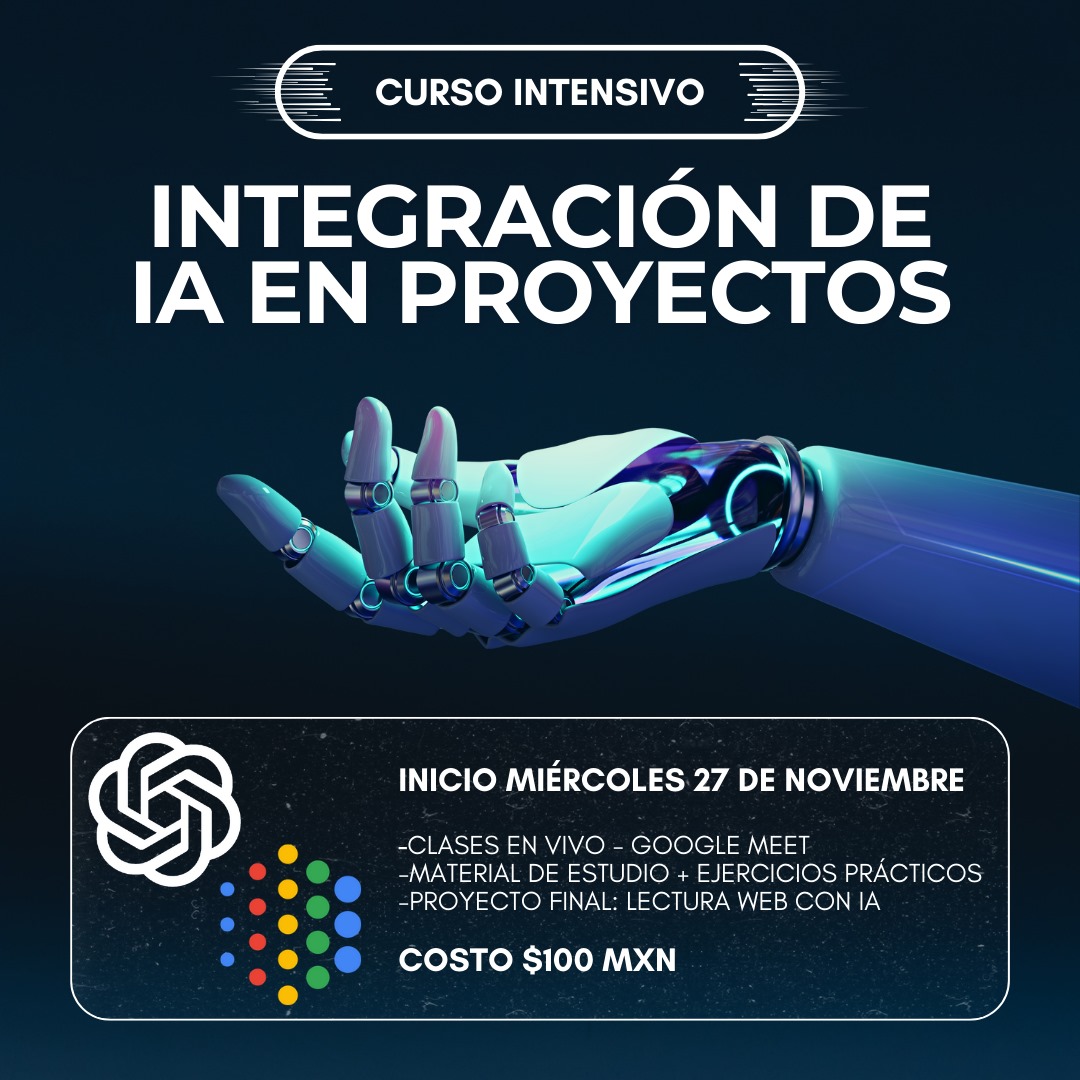 CURSO INTENSIVO
INTEGRACIÓN DE
IA EN PROYECTOS
INICIO MIÉRCOLES 27 DE NOVIEMBRE
-CLASES EN VIVO - GOOGLE MEET
-MATERIAL DE ESTUDIO + EJERCICIOS PRÁCTICOS
-PROYECTO FINAL: LECTURA WEB CON IA
COSTO $100 MXN